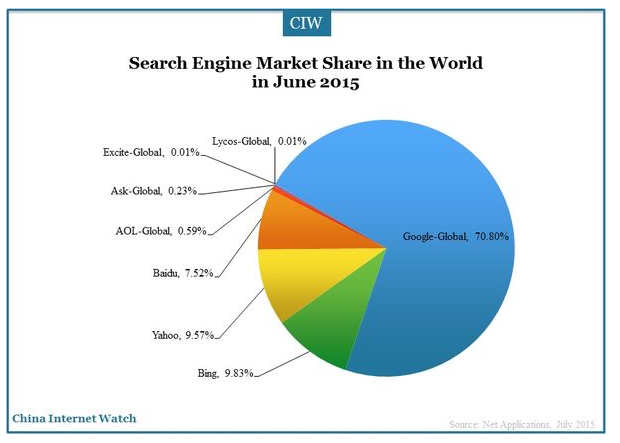 CIW
Search Engine Market Share in the World
in June 2015
Lycos-Global, 0.01%
Excite-Global, 0.01%
Ask-Global, 0.23%
AOL-Global, 0.59%
Google-Global, 70.80%
Baidu, 7.52%
Yahoo, 9.57%
Bing, 9.83%
China Internet Watch
Source: Net Applications, July 2015